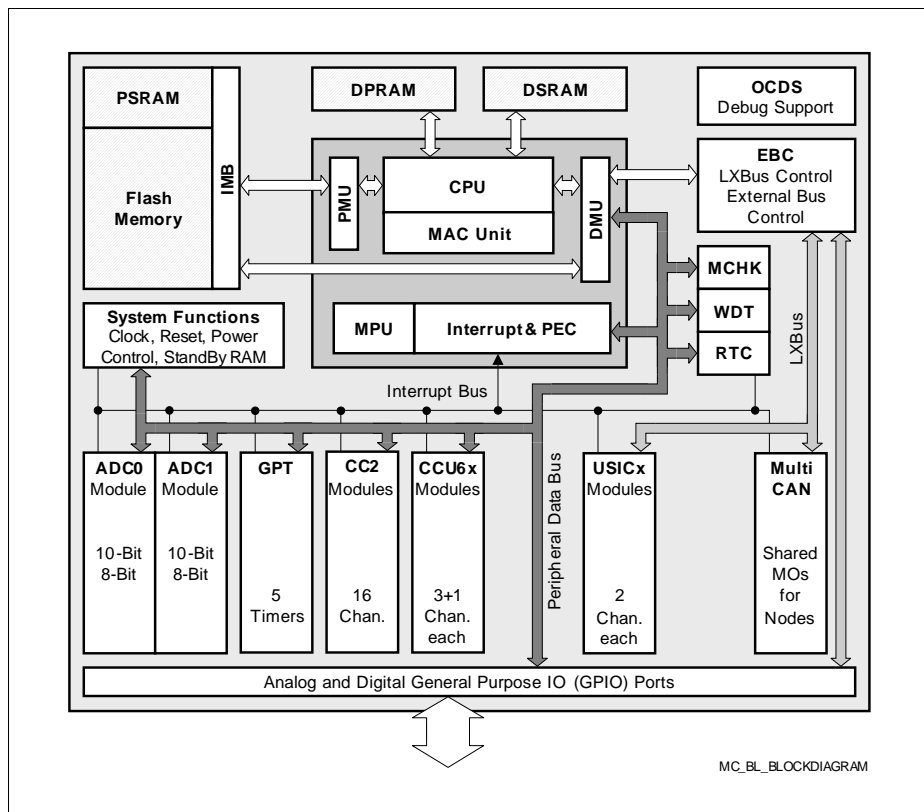 PSRAM
Flash
Memory
IMB
DPRAM
DSRAM
OCDS
Debug Support
EBC
LXBus Control
External Bus
Control
PMU
CPU
MAC Unit
DMU
MCHK
WDT
RTC
LXBus
System Functions
Clock, Reset, Power
Control, StandBy RAM
MPU
Interrupt & PEC
Interrupt Bus
Peripheral Data Bus
ADC0
Module
10-Bit
8-Bit
ADC1
Module
10-Bit
8-Bit
GPT
5
Timers
CC2
Modules
16
Chan.
CCU6x
Modules
3+1
Chan.
each
USICx
Modules
2
Chan.
each
Multi
CAN
Shared
MOs
for
Nodes
Analog and Digital General Purpose IO (GPIO) Ports
MC_BL_BLOCKDIAGRAM